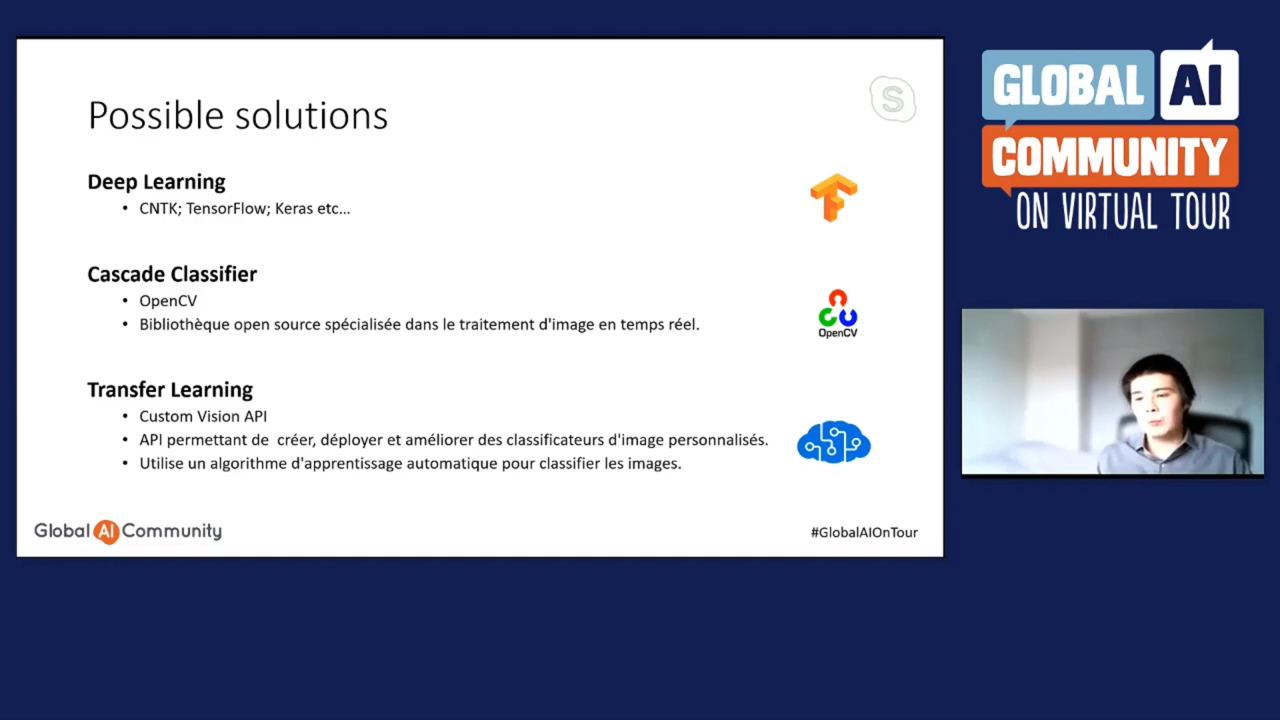 Possible solutions
S
Deep Learning
• CNTK; TensorFlow; Keras etc...
Cascade Classifier
• OpenCV
• Bibliothèque open source spécialisée dans le traitement d'image en temps réel.
OpenCV
Transfer Learning
• Custom Vision API
• API permettant de  créer, déployer et améliorer des classificateurs d'image personnalisés.
• Utilise un algorithme d'apprentissage automatique pour classifier les images.
Global AI Community
#GlobalAIOnTour
GLOBAL AI
COMMUNITY
ON VIRTUAL TOUR